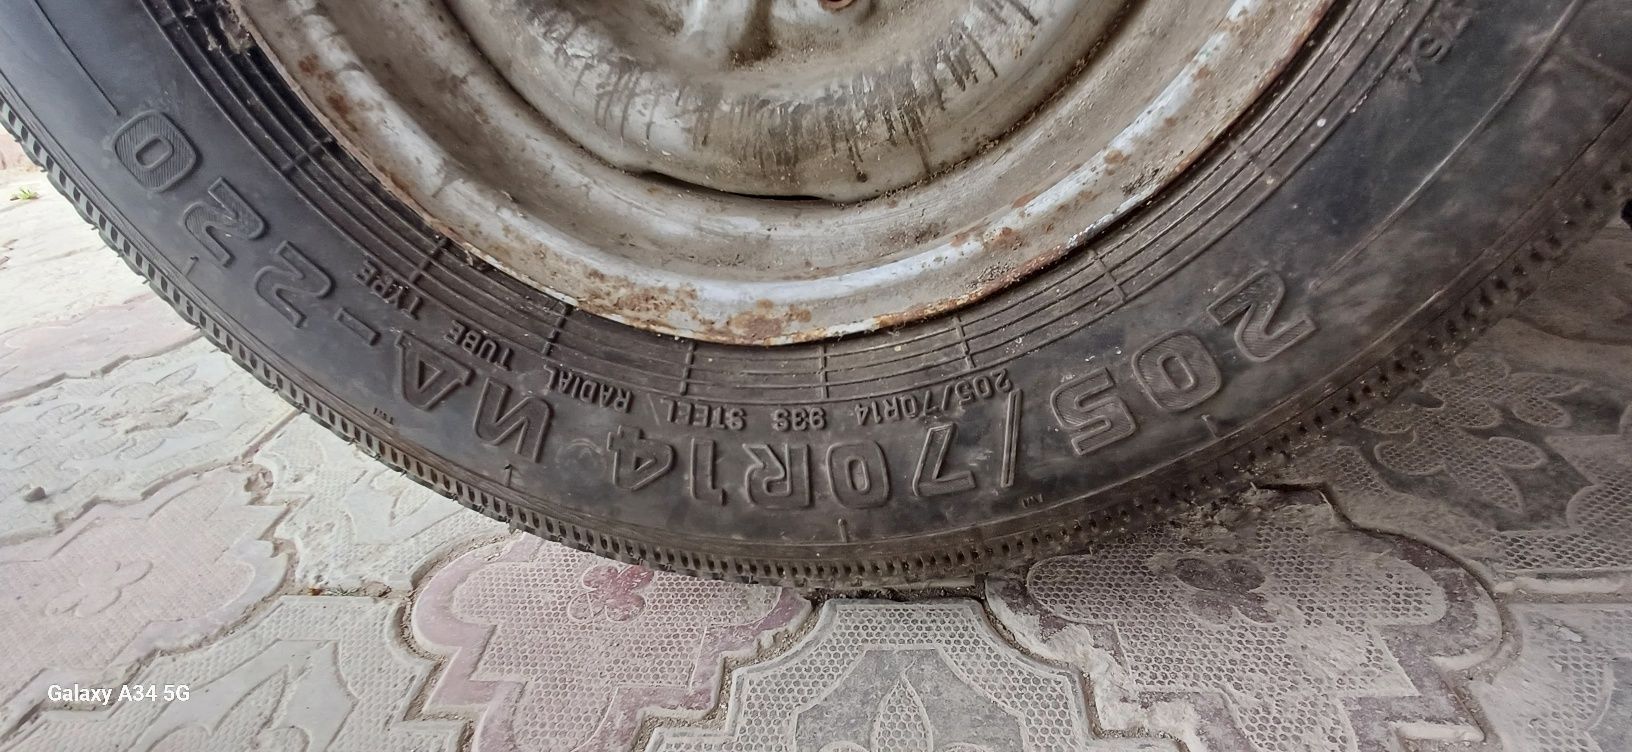 205/70R14 ИД-220
205/70R14 93S STEEL RADIAL TUBE TYPE
Galaxy A34 5G